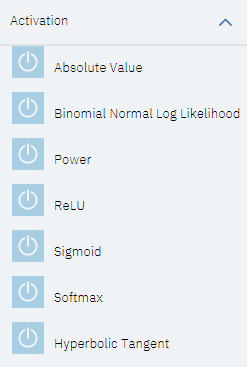 Activation
Absolute Value
Binomial Normal Log Likelihood
Power
ReLU
Sigmoid
Softmax
Hyperbolic Tangent